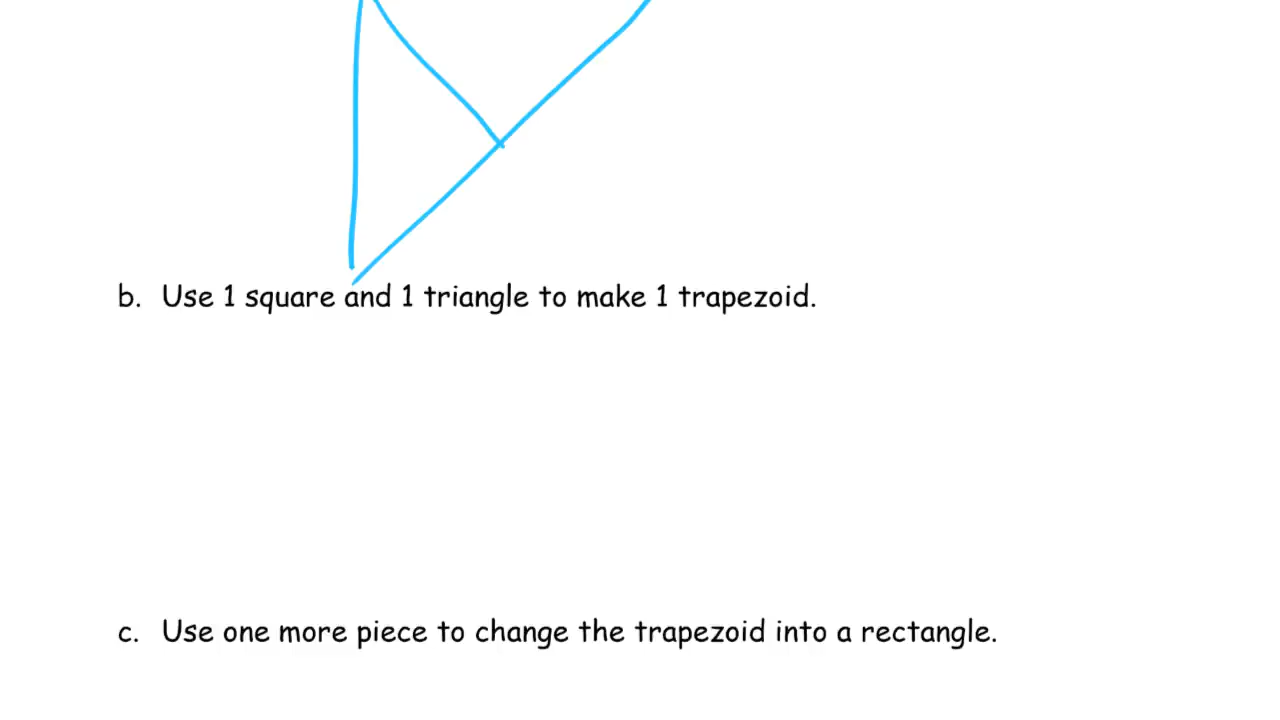 b. Use 1 square and 1 triangle to make 1 trapezoid.
c. Use one more piece to change the trapezoid into a rectangle.